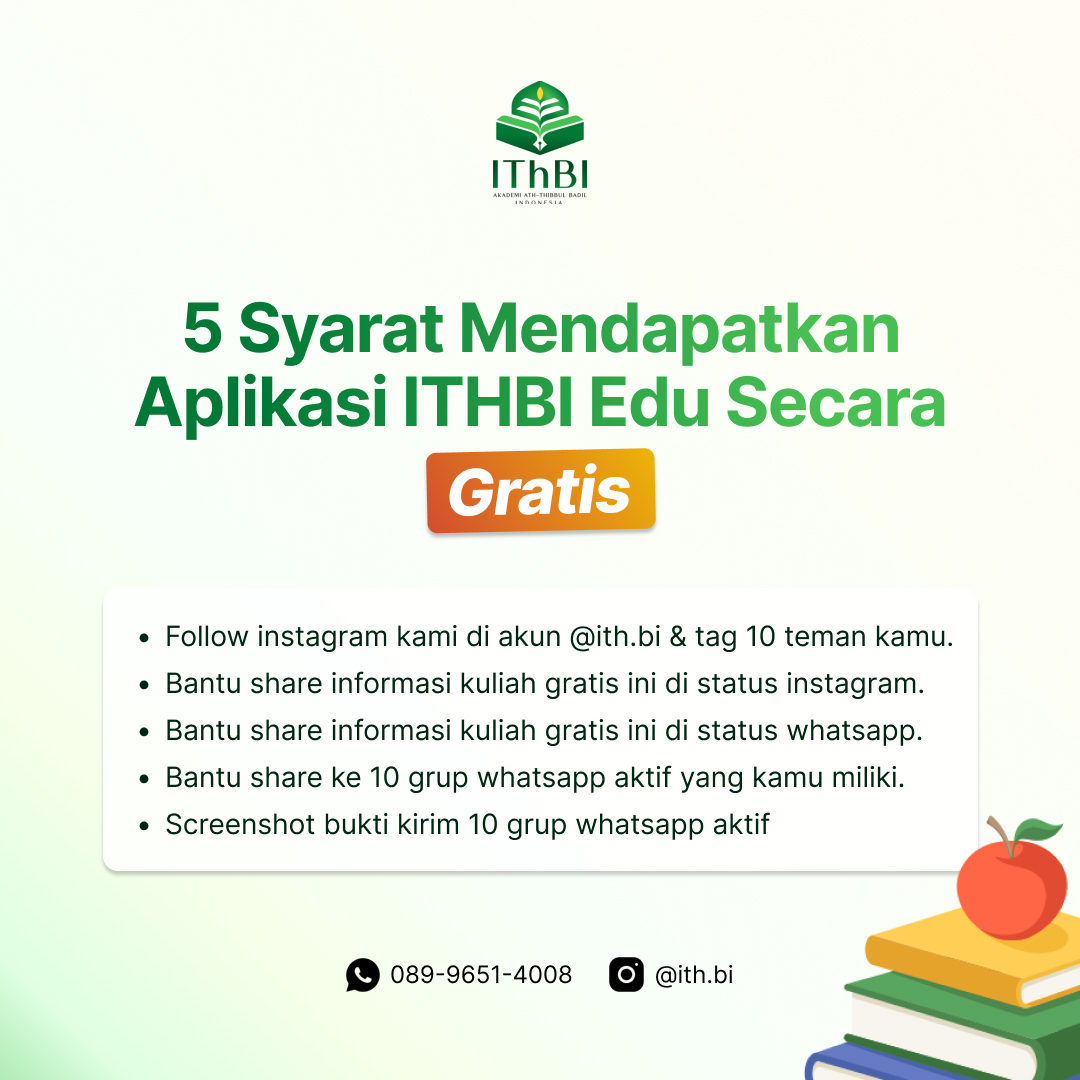 IThBI
AKADEMI ATH-THIBBUL BADIL
INDONESIA
5 Syarat Mendapatkan
Aplikasi ITHBI Edu Secara
Gratis
• Follow instagram kami di akun @ith.bi & tag 10 teman kamu.
• Bantu share informasi kuliah gratis ini di status instagram.
• Bantu share informasi kuliah gratis ini di status whatsapp.
• Bantu share ke 10 grup whatsapp aktif yang kamu miliki.
• Screenshot bukti kirim 10 grup whatsapp aktif
089-9651-4008
@ith.bi